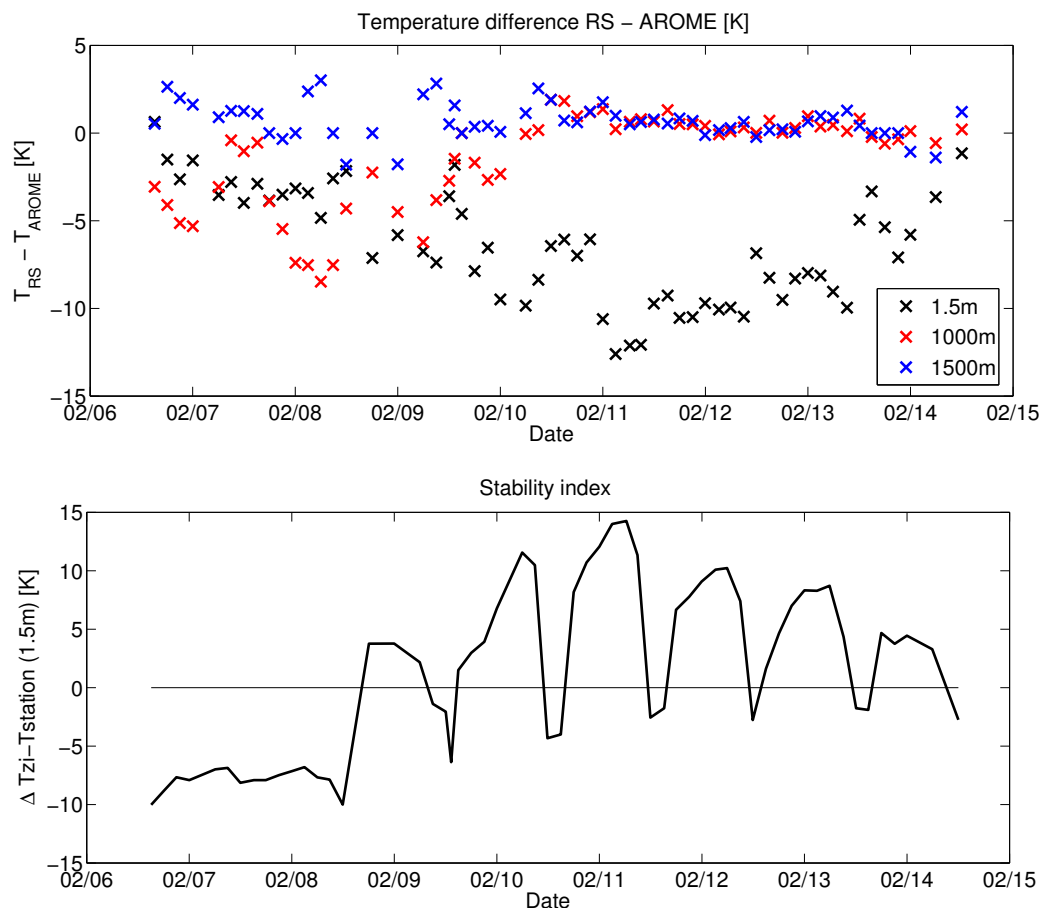 Temperature difference RS − AROME [K]
5
0
−5
−10
−15
T_RS − T_AROME [K]
1.5m
1000m
1500m
02/06 02/07 02/08 02/09 02/10 02/11 02/12 02/13 02/14 02/15
Date
Stability index
15
10
5
0
−5
−10
−15
Δ Tzi−Tstation (1.5m) [K]
02/06 02/07 02/08 02/09 02/10 02/11 02/12 02/13 02/14 02/15
Date